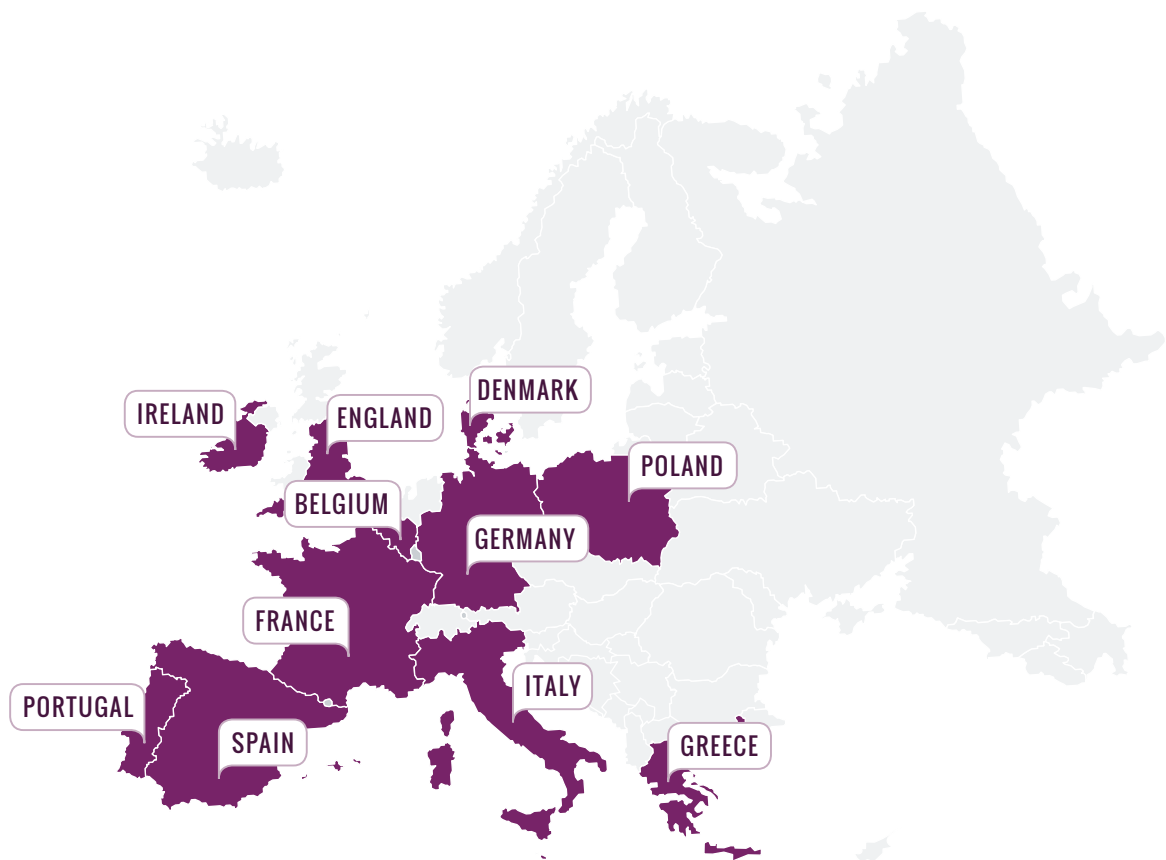 DENMARK
IRELAND
ENGLAND
POLAND
BELGIUM
GERMANY
FRANCE
ITALY
PORTUGAL
SPAIN
GREECE